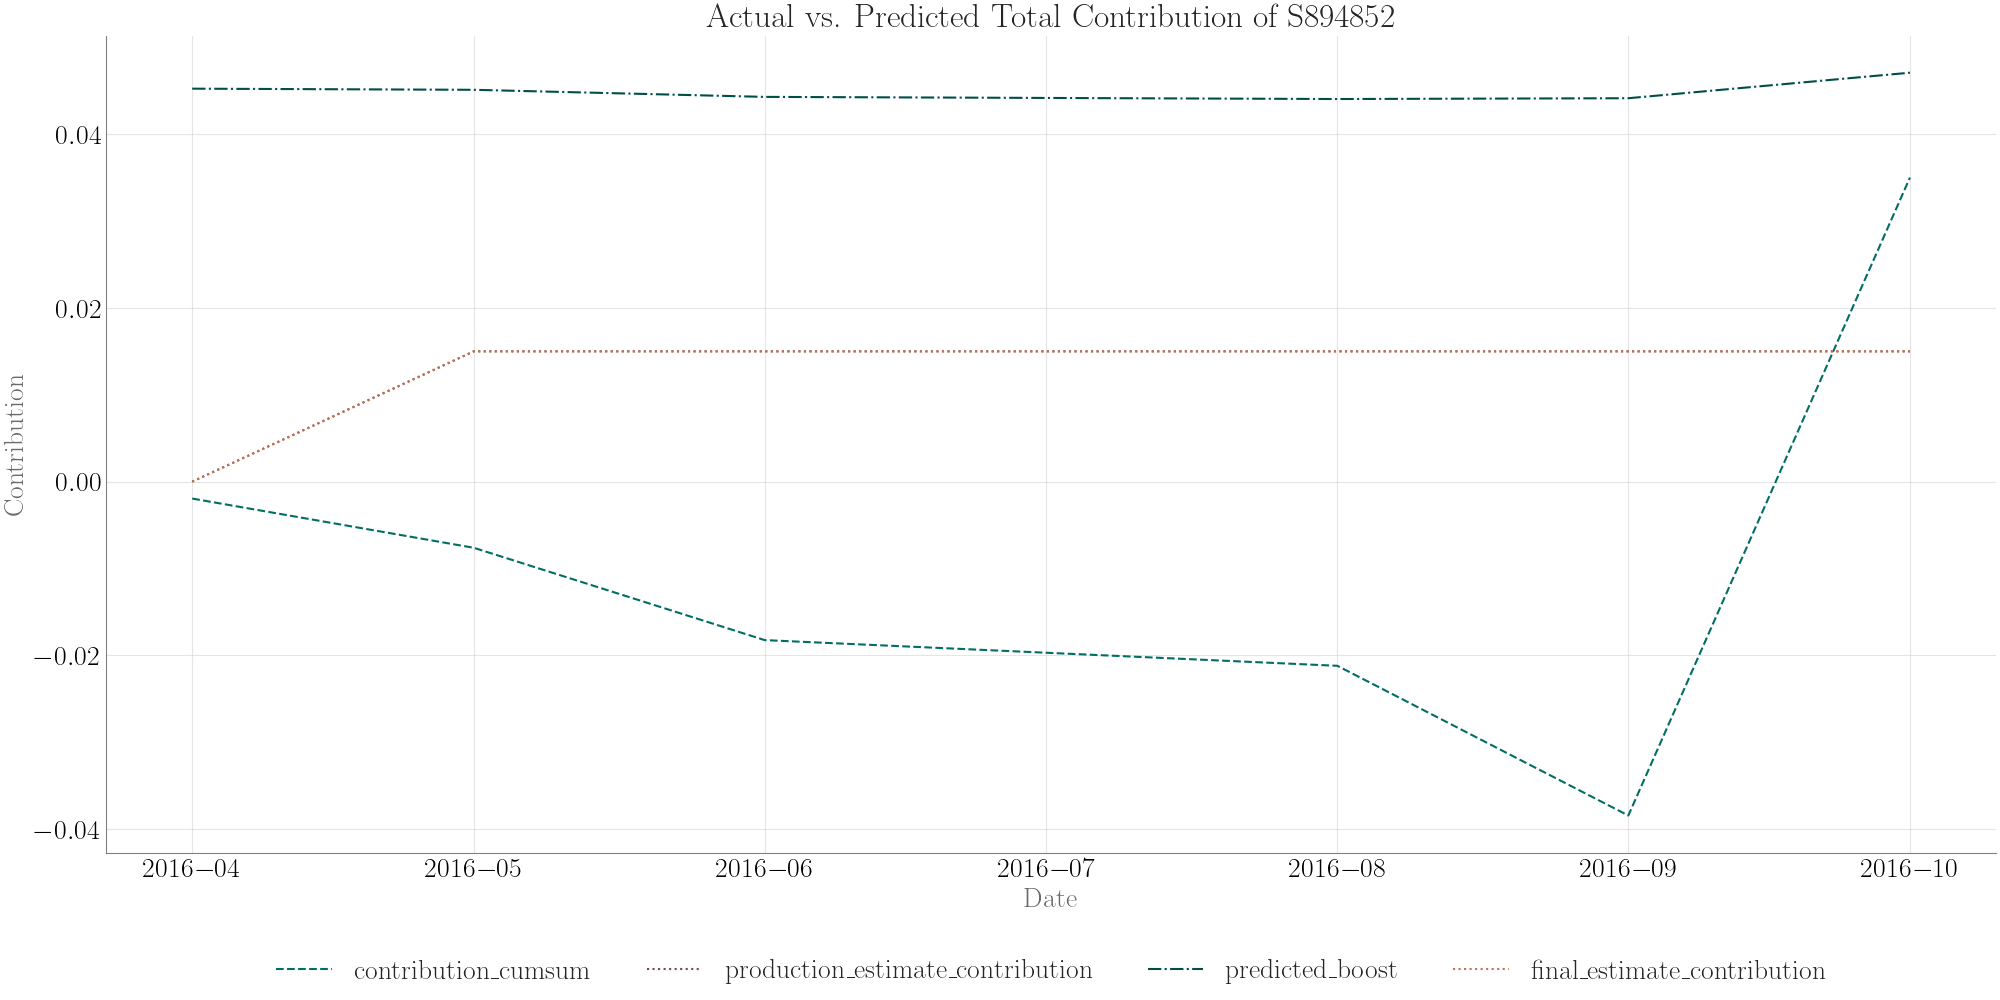 Actual vs. Predicted Total Contribution of S894852
Contribution
0.04
0.02
0.00
−0.02
−0.04
2016−04 2016−05 2016−06 2016−07 2016−08 2016−09 2016−10
Date
contribution_cumsum production_estimate_contribution predicted_boost final_estimate_contribution